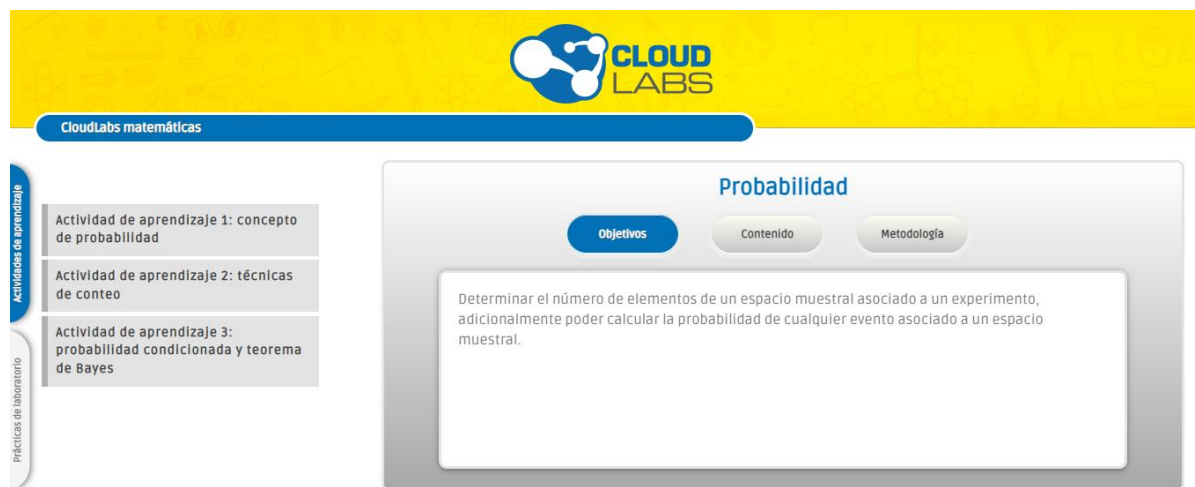 CLOUD
LABS
CloudLabs matemáticas
Actividades de aprendizaje
Prácticas de laboratorio
Actividad de aprendizaje 1: concepto
de probabilidad
Actividad de aprendizaje 2: técnicas
de conteo
Actividad de aprendizaje 3:
probabilidad condicionada y teorema
de Bayes
Probabilidad
Objetivos
Contenido
Metodología
Determinar el número de elementos de un espacio muestral asociado a un experimento,
adicionalmente poder calcular la probabilidad de cualquier evento asociado a un espacio
muestral.